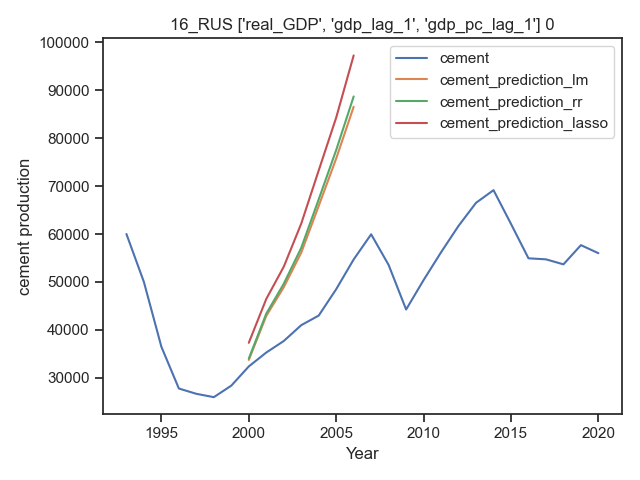 16_RUS ['real_GDP', 'gdp_lag_1', 'gdp_pc_lag_1'] 0
cement
cement_prediction_lm
cement_prediction_rr
cement_prediction_lasso
100000
90000
80000
70000
60000
50000
40000
30000
cement production
1995
2000
2005
2010
2015
2020
Year